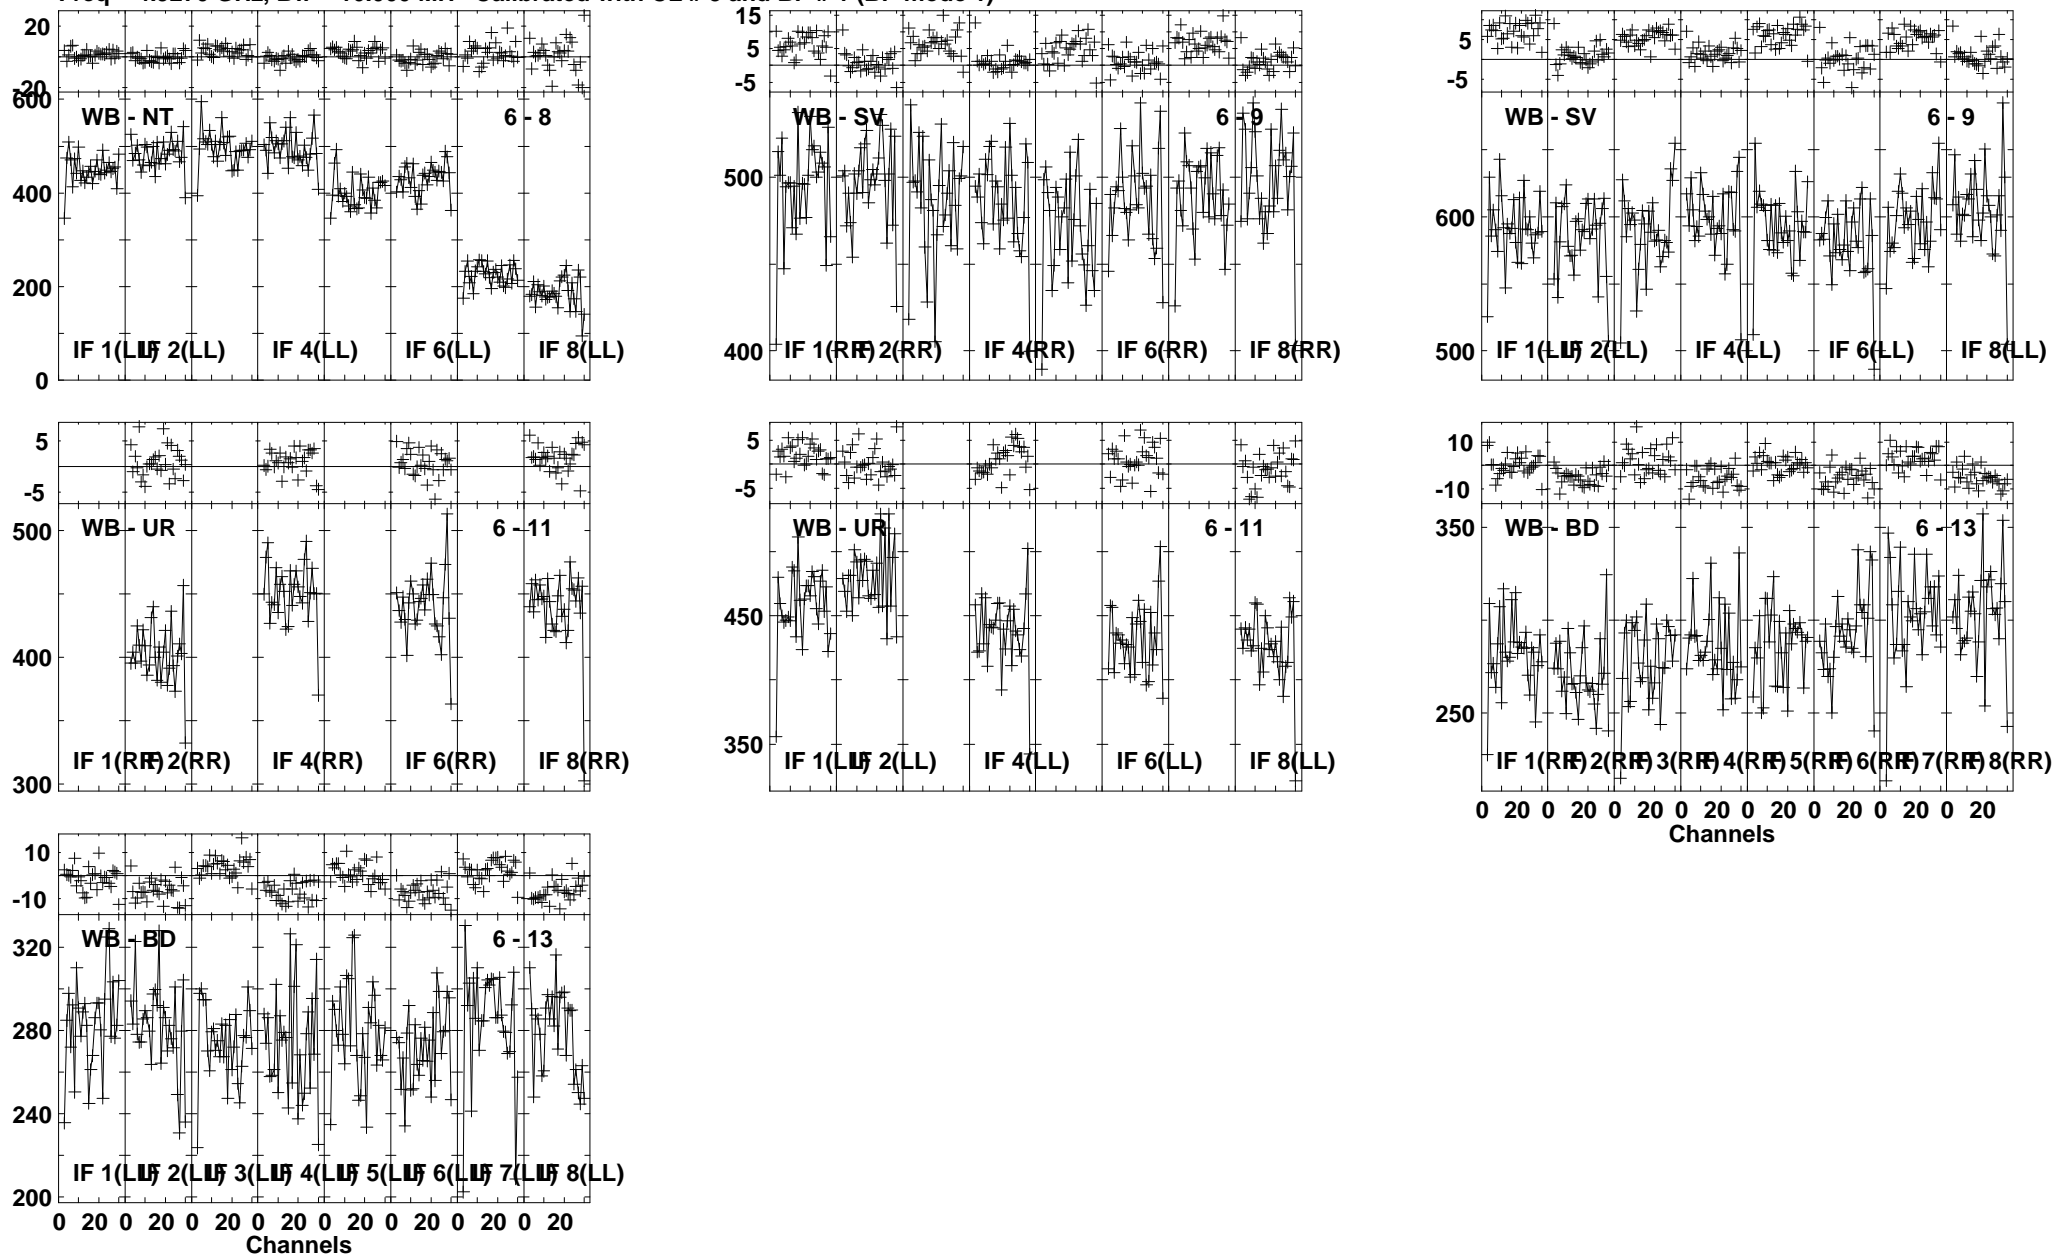 20
-20
600
400
200
0
WB - NT 6 - 8
IF 1(LL) IF 2(LL) IF 4(LL) IF 6(LL) IF 8(LL)
15
5
-5
500
400
WB - SV 6 - 9
IF 1(RR) IF 2(RR) IF 4(RR) IF 6(RR) IF 8(RR)
5
-5
600
500
WB - SV 6 - 9
IF 1(LL) IF 2(LL) IF 4(LL) IF 6(LL) IF 8(LL)
5
-5
500
400
300
WB - UR 6 - 11
IF 1(RR) IF 2(RR) IF 4(RR) IF 6(RR) IF 8(RR)
5
-5
450
350
WB - UR 6 - 11
IF 1(LL) IF 2(LL) IF 4(LL) IF 6(LL) IF 8(LL)
10
-10
350
250
WB - BD 6 - 13
IF 1(RR) IF 2(RR) IF 3(RR) IF 4(RR) IF 5(RR) IF 6(RR) IF 7(RR) IF 8(RR)
0 20 0 20 0 20 0 20 0 20 0 20 0 20 0 20
Channels
10
-10
320
280
240
200
WB - BD 6 - 13
IF 1(LL) IF 2(LL) IF 3(LL) IF 4(LL) IF 5(LL) IF 6(LL) IF 7(LL) IF 8(LL)
0 20 0 20 0 20 0 20 0 20 0 20 0 20 0 20
Channels